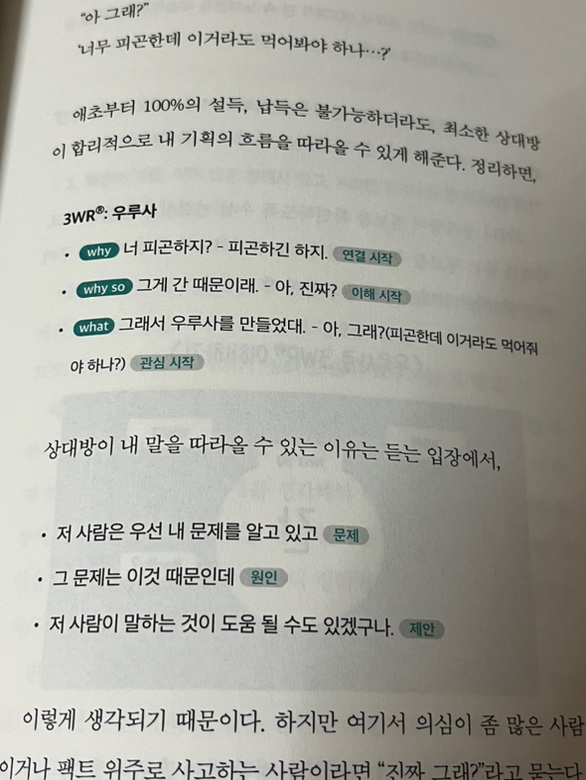 “아 그래?”
‘너무 피곤한데 이거라도 먹어봐야 하나…?’
애초부터 100%의 설득, 납득은 불가능하더라도, 최소한 상대방
이 합리적으로 내 기획의 흐름을 따라올 수 있게 해준다. 정리하면,
3WR®: 우루사
• why 너 피곤하지? - 피곤하긴 하지. 연결 시작
• why so 그게 간 때문이래. - 아, 진짜? 이해 시작
• what 그래서 우루사를 만들었대. - 아, 그래?(피곤한데 이거라도 먹어줘
야 하나?) 관심 시작
상대방이 내 말을 따라올 수 있는 이유는 듣는 입장에서,
• 저 사람은 우선 내 문제를 알고 있고 문제
• 그 문제는 이것 때문인데 원인
• 저 사람이 말하는 것이 도움 될 수도 있겠구나. 제안
이렇게 생각되기 때문이다. 하지만 여기서 의심이 좀 많은 사람
이거나 팩트 위주로 사고하는 사람이라면 “진짜 그래?”라고 묻는다